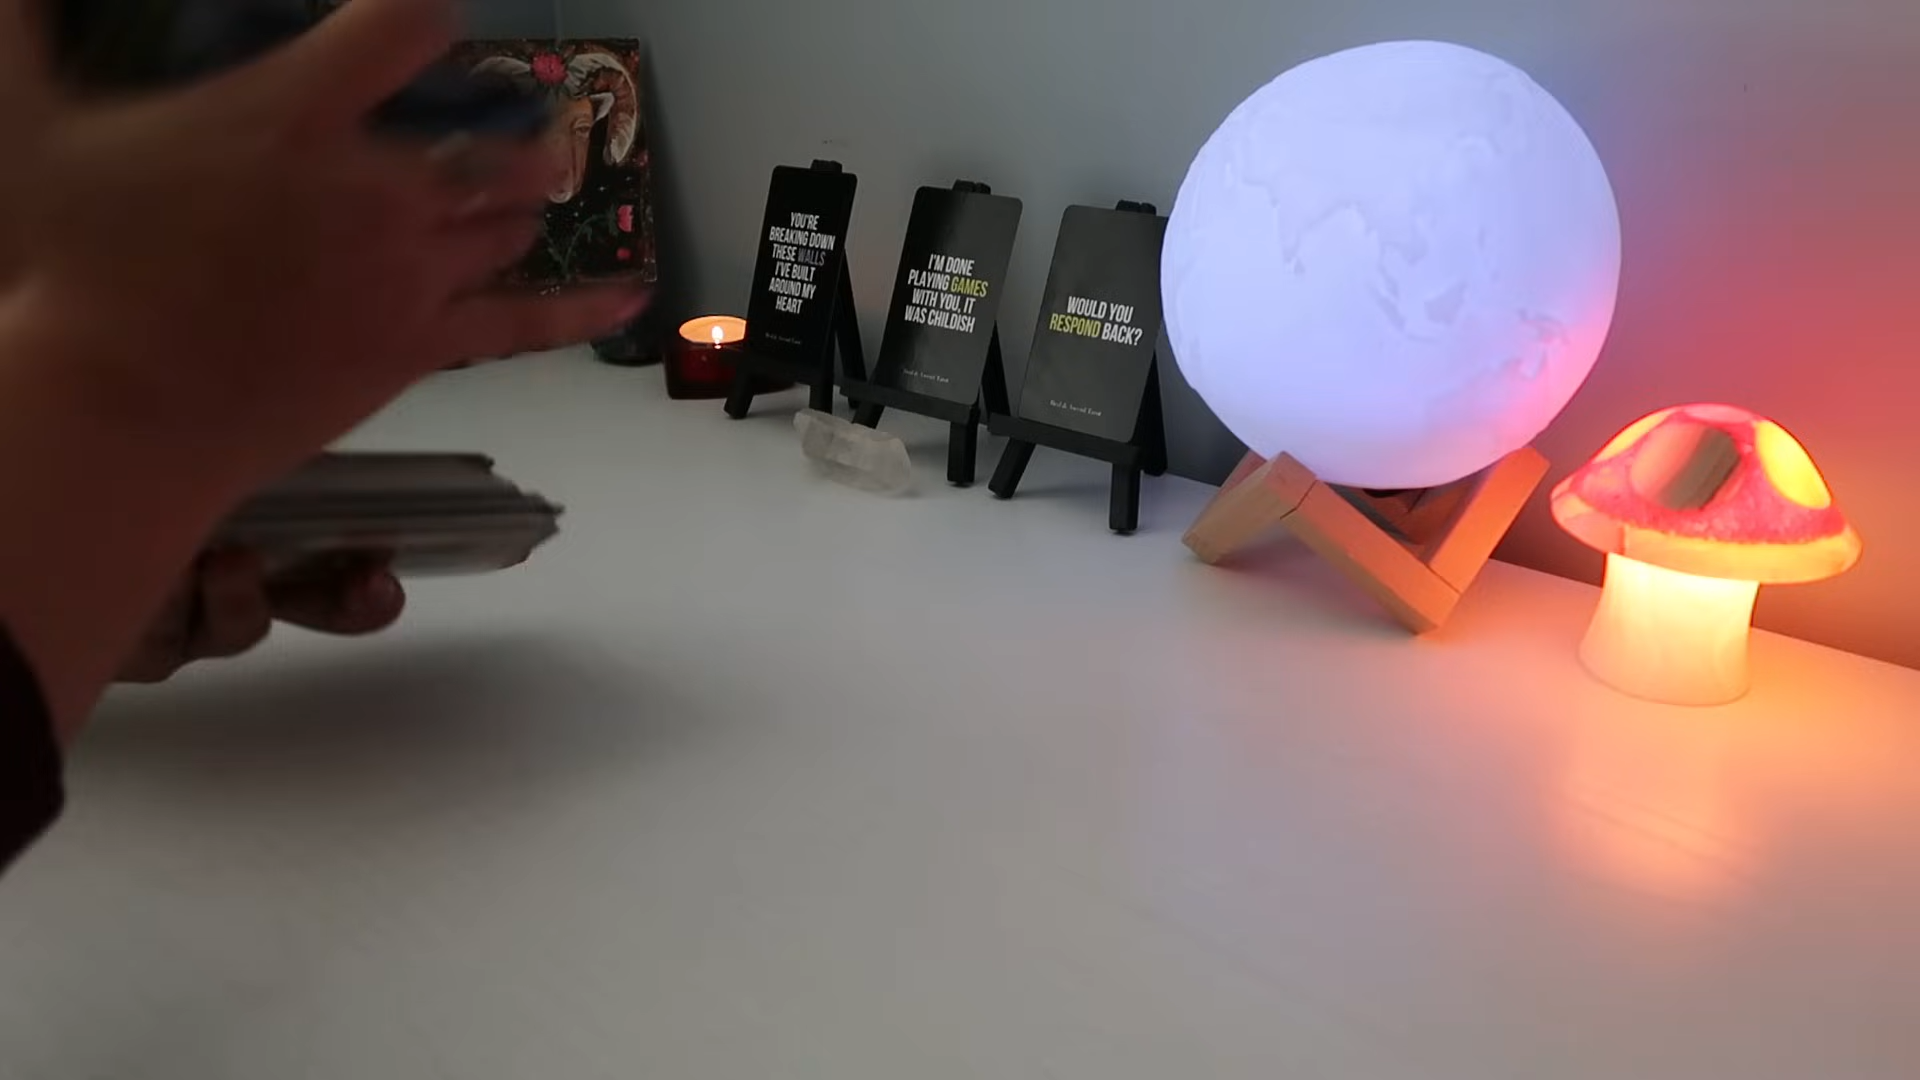 YOU'RE
BREAKING DOWN
THESE WALLS
I'VE BUILT
AROUND MY
HEART
I'M DONE
PLAYING GAMES
WITH YOU, IT
WAS CHILDISH
WOULD YOU
RESPOND BACK?